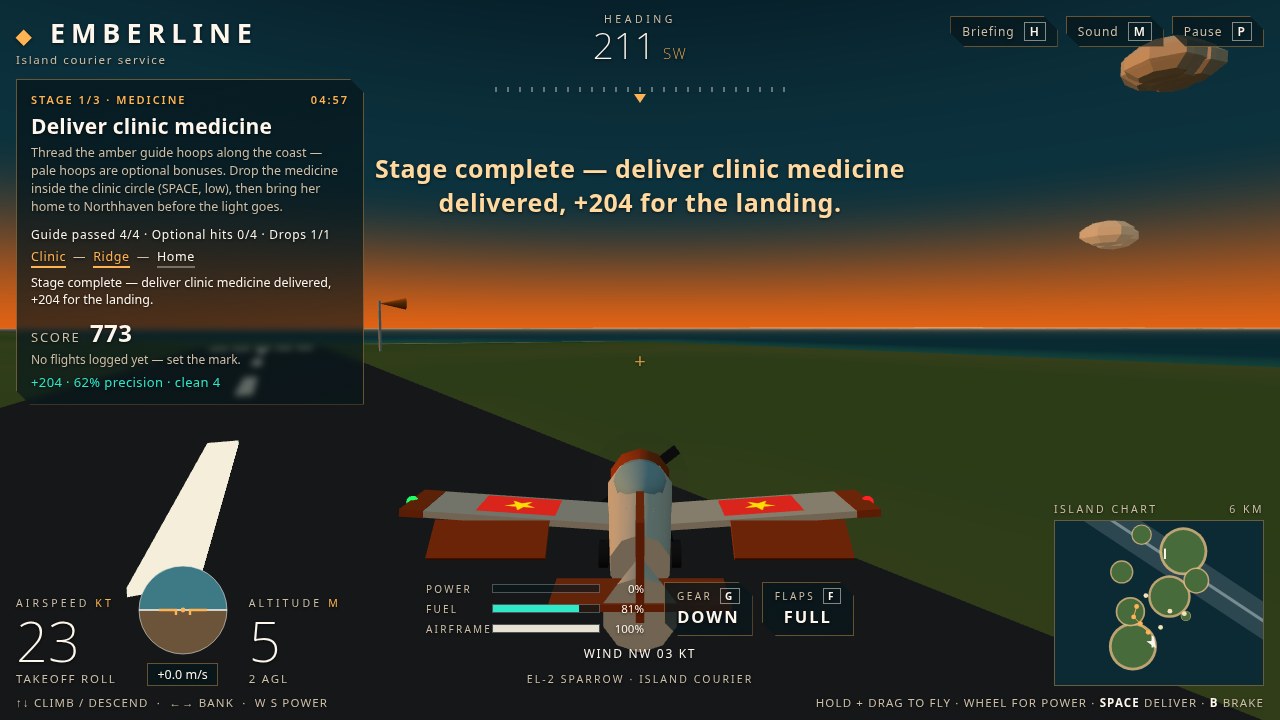 EMBERLINE
Island courier service
HEADING
211 SW
Briefing H
Sound M
Pause P
STAGE 1/3 · MEDICINE 04:57
Deliver clinic medicine
Thread the amber guide hoops along the coast —
pale hoops are optional bonuses. Drop the medicine
inside the clinic circle (SPACE, low), then bring her
home to Northhaven before the light goes.
Guide passed 4/4 · Optional hits 0/4 · Drops 1/1
Clinic — Ridge — Home
Stage complete — deliver clinic medicine delivered,
+204 for the landing.
SCORE 773
No flights logged yet — set the mark.
+204 · 62% precision · clean 4
Stage complete — deliver clinic medicine
delivered, +204 for the landing.
AIRSPEED KT
23
TAKEOFF ROLL
+0.0 m/s
ALTITUDE M
5
2 AGL
POWER 0%
FUEL 81%
AIRFRAME 100%
GEAR G
DOWN
FLAPS F
FULL
WIND NW 03 KT
EL-2 SPARROW · ISLAND COURIER
ISLAND CHART 6 KM
↑↓ CLIMB / DESCEND · ←→ BANK · W S POWER
HOLD + DRAG TO FLY · WHEEL FOR POWER · SPACE DELIVER · B BRAKE